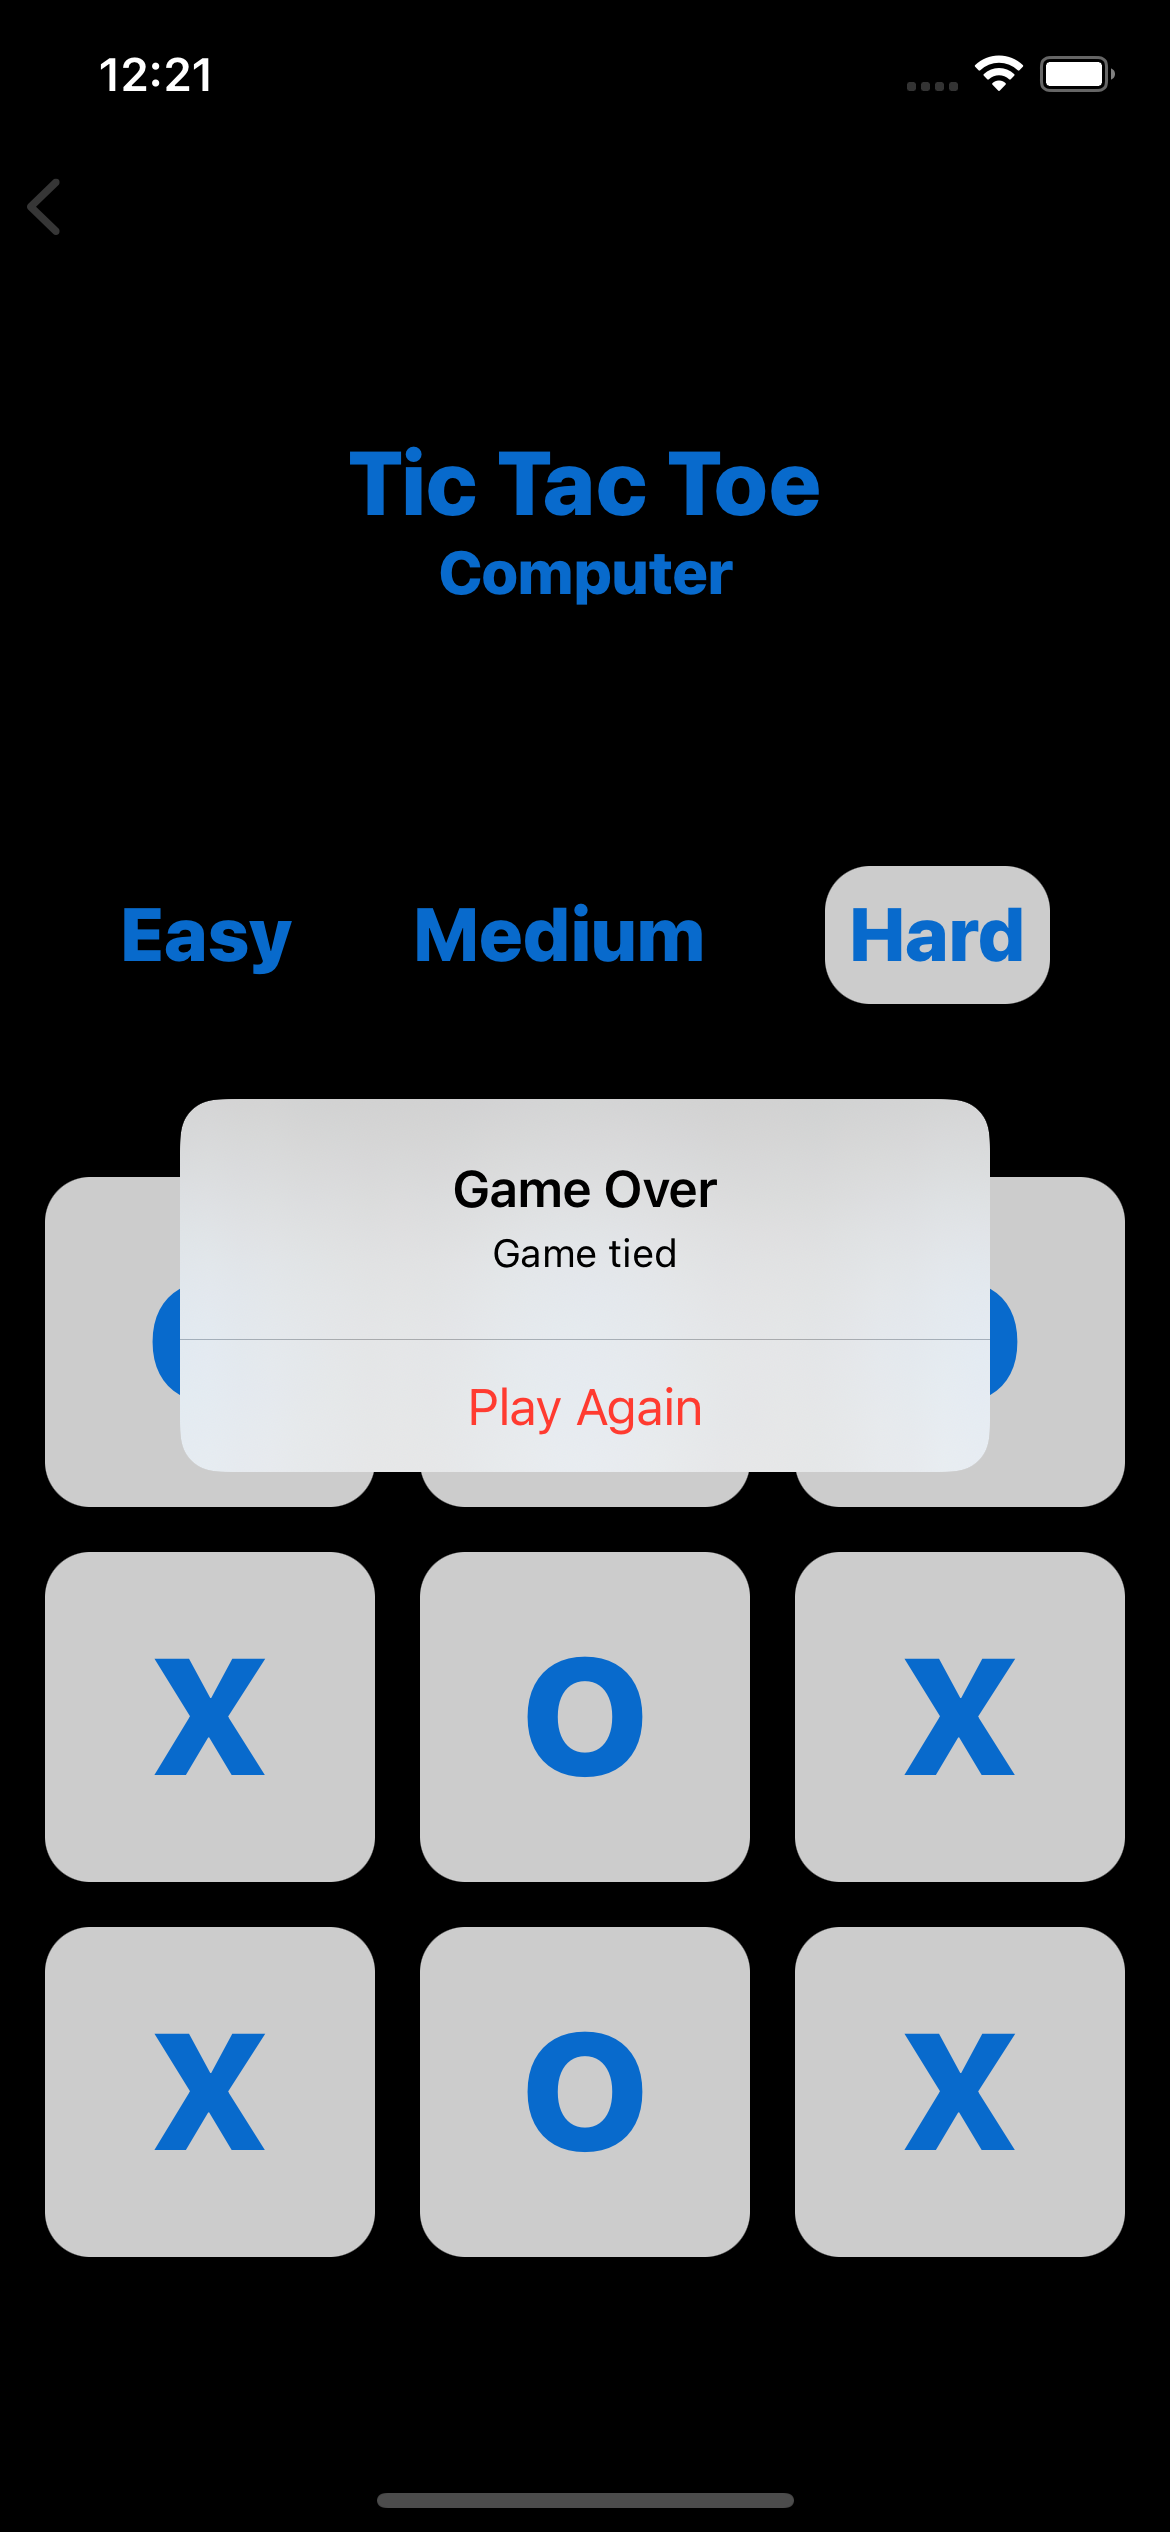 12:21
Tic Tac Toe
Computer
Easy Medium Hard
Game Over
Game tied
Play Again
X O X
X O X